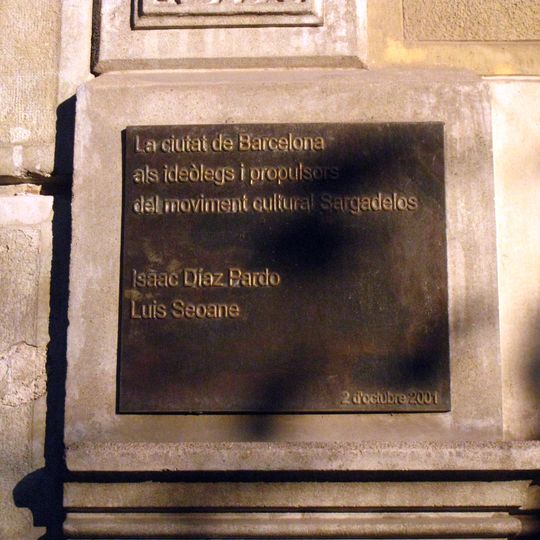 La ciutat de Barcelona
als ideòlegs i propulsors
del moviment cultural Sargadelos
Isaac Díaz Pardo
Luis Seoane
2 d'octubre 2001